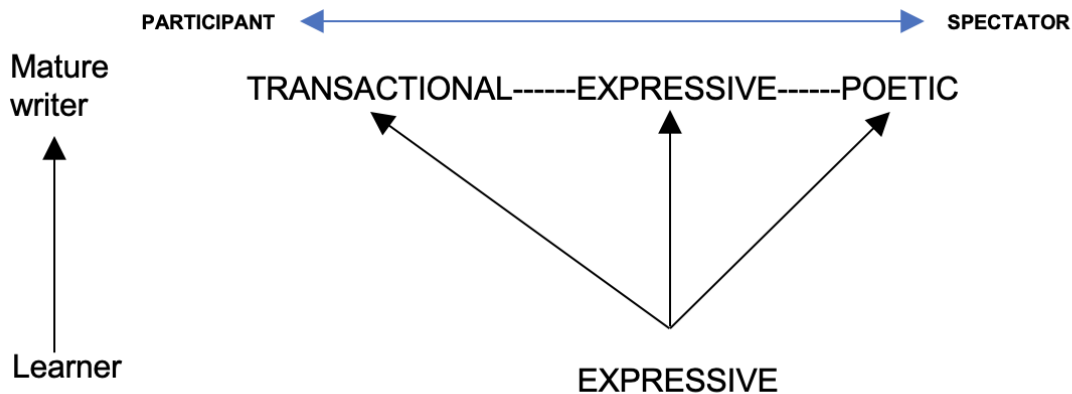 PARTICIPANT SPECTATOR
Mature
writer
TRANSACTIONAL------EXPRESSIVE------POETIC
Learner
EXPRESSIVE